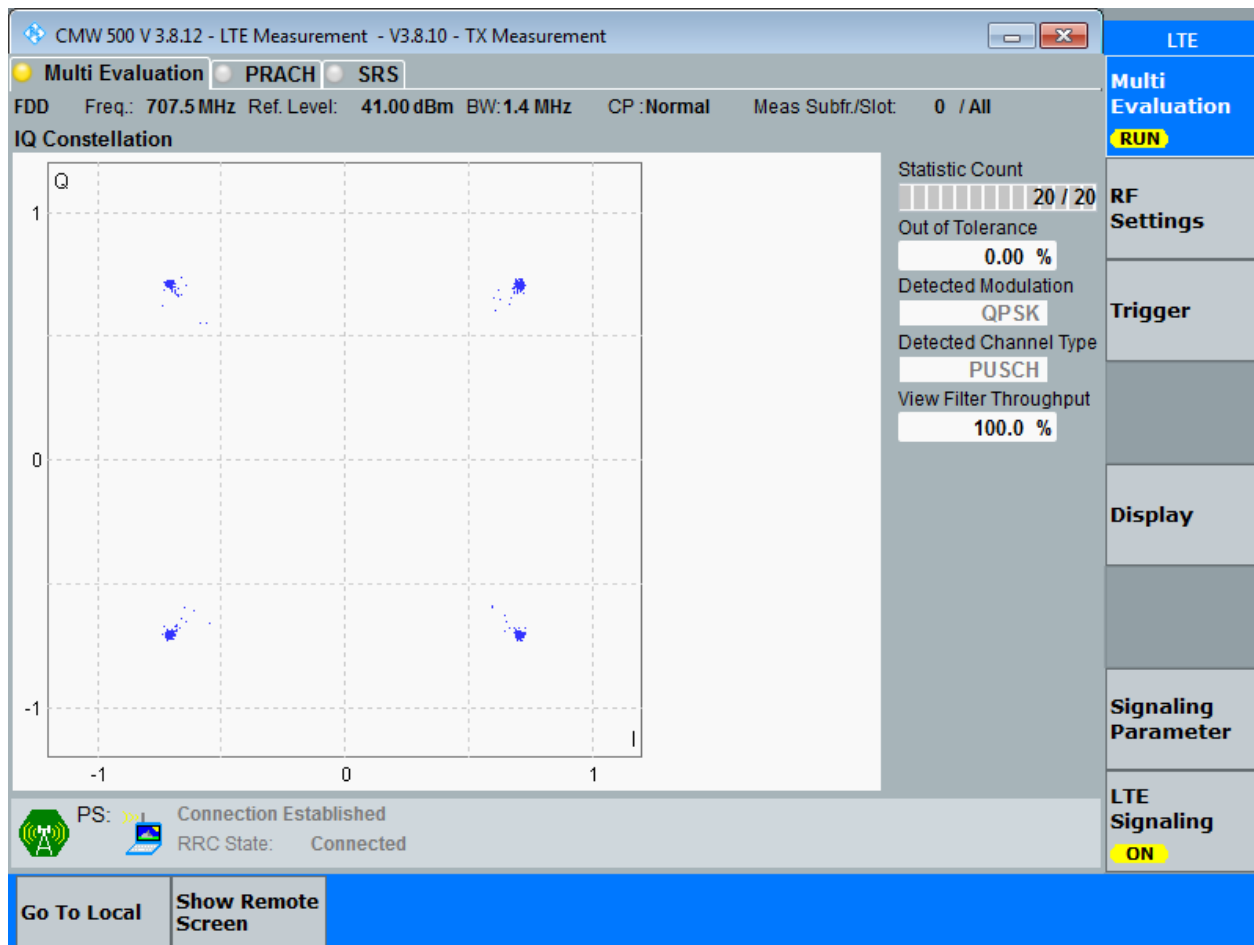 CMW 500 V 3.8.12 - LTE Measurement - V3.8.10 - TX Measurement
LTE
Multi Evaluation PRACH SRS
FDD Freq.: 707.5 MHz Ref. Level: 41.00 dBm BW: 1.4 MHz CP : Normal Meas Subfr./Slot: 0 / All
IQ Constellation
Q
1
0
-1
I
-1 0 1
Statistic Count
20 / 20
Out of Tolerance
0.00 %
Detected Modulation
QPSK
Detected Channel Type
PUSCH
View Filter Throughput
100.0 %
Multi
Evaluation
RUN
RF
Settings
Trigger
Display
Signaling
Parameter
LTE
Signaling
ON
PS: Connection Established
RRC State: Connected
Go To Local
Show Remote
Screen